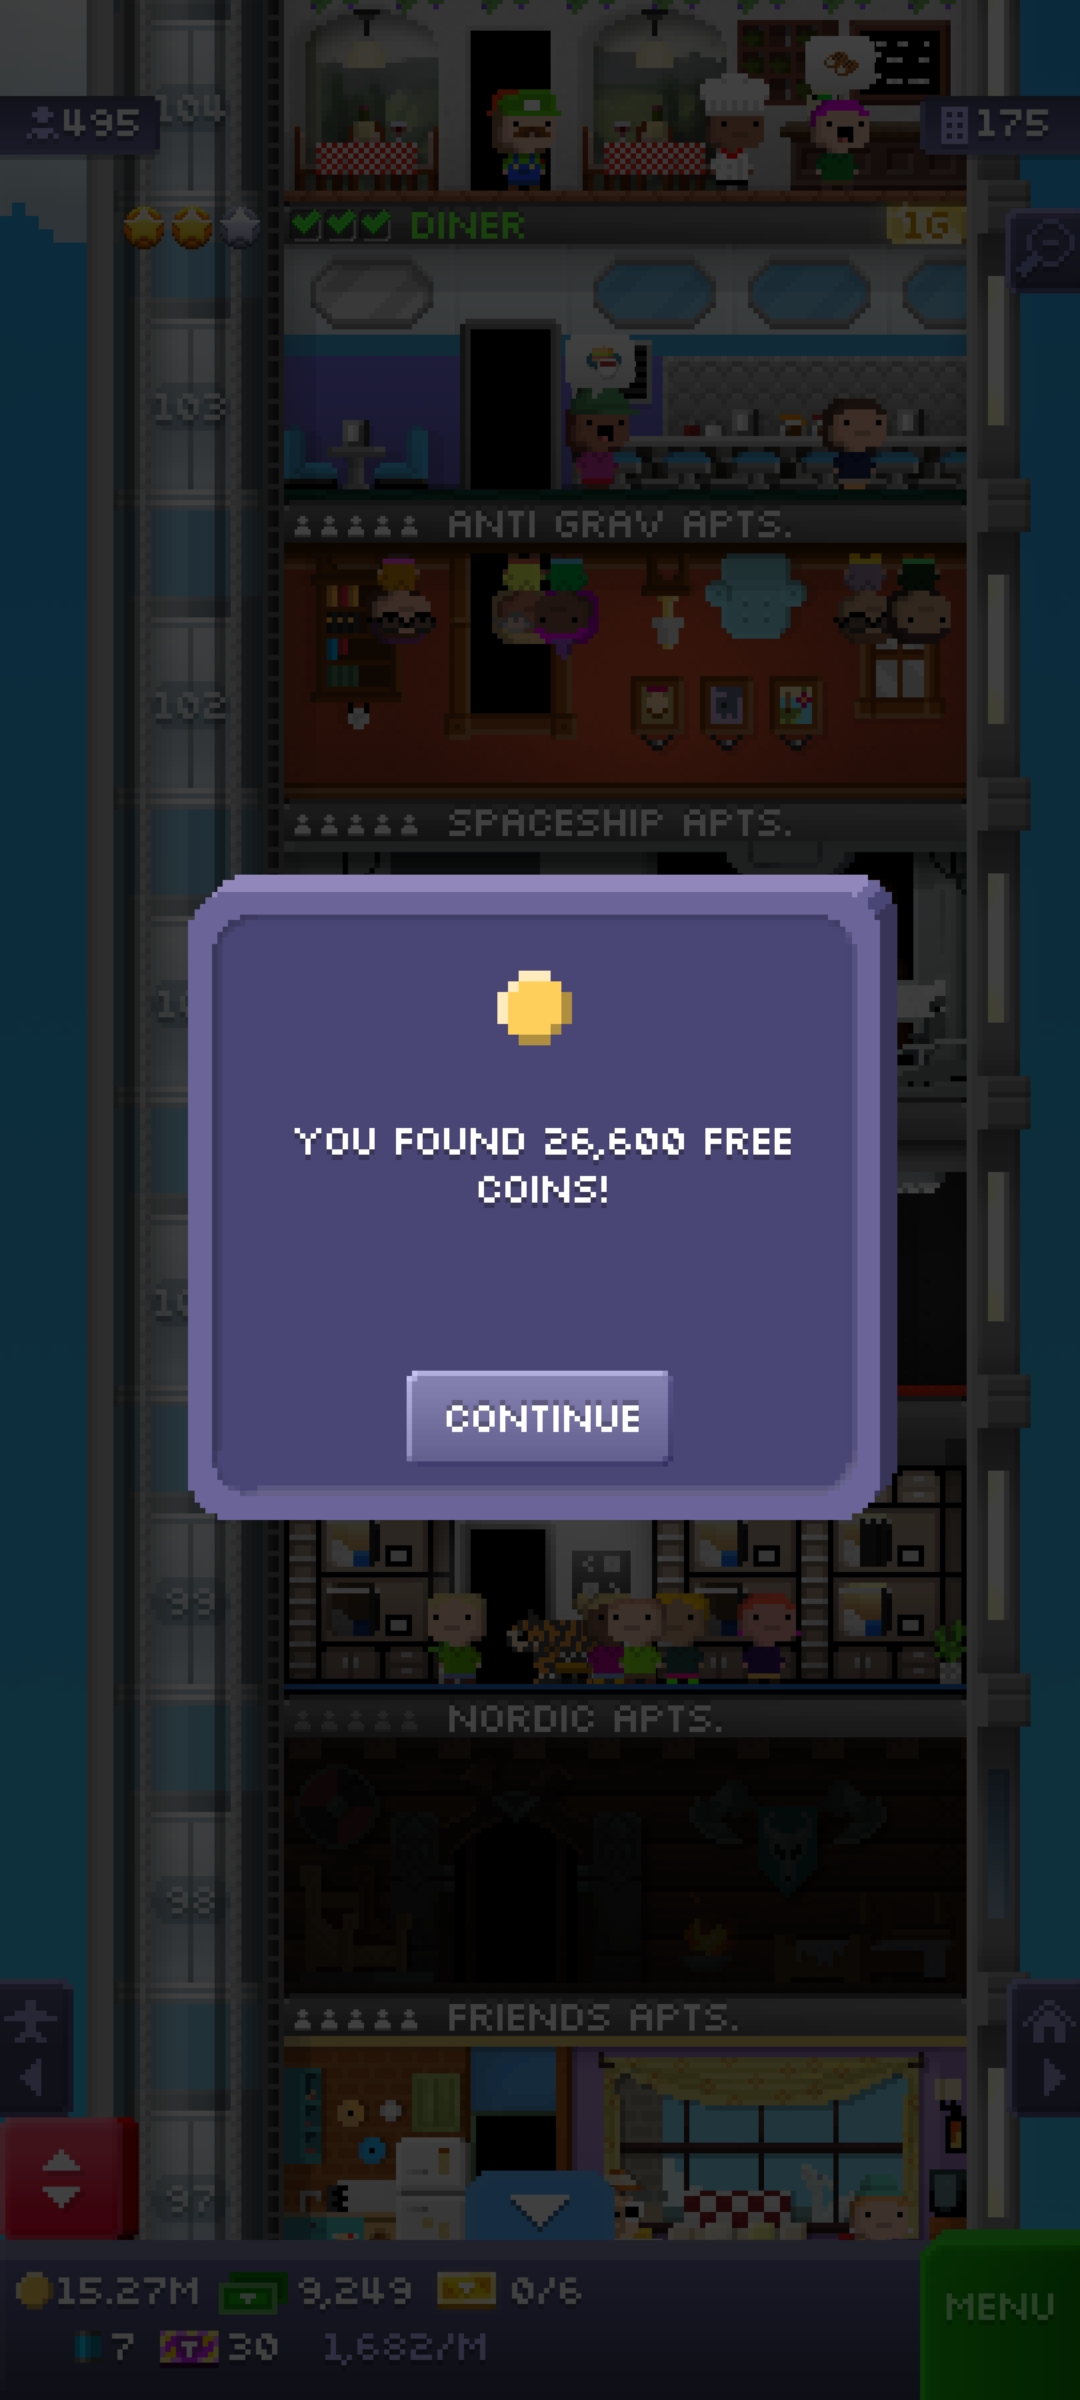 104
495
175
DINER
1G
103
ANTI GRAV APTS.
102
SPACESHIP APTS.
YOU FOUND 26,600 FREE
COINS!
CONTINUE
99
NORDIC APTS.
98
FRIENDS APTS.
97
15.27M
9,249
0/6
7
30
1,682/M
MENU